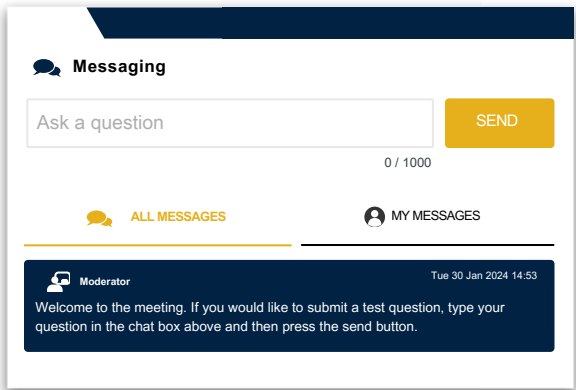 Messaging
Ask a question
SEND
0 / 1000
ALL MESSAGES
MY MESSAGES
Moderator
Tue 30 Jan 2024 14:53
Welcome to the meeting. If you would like to submit a test question, type your
question in the chat box above and then press the send button.